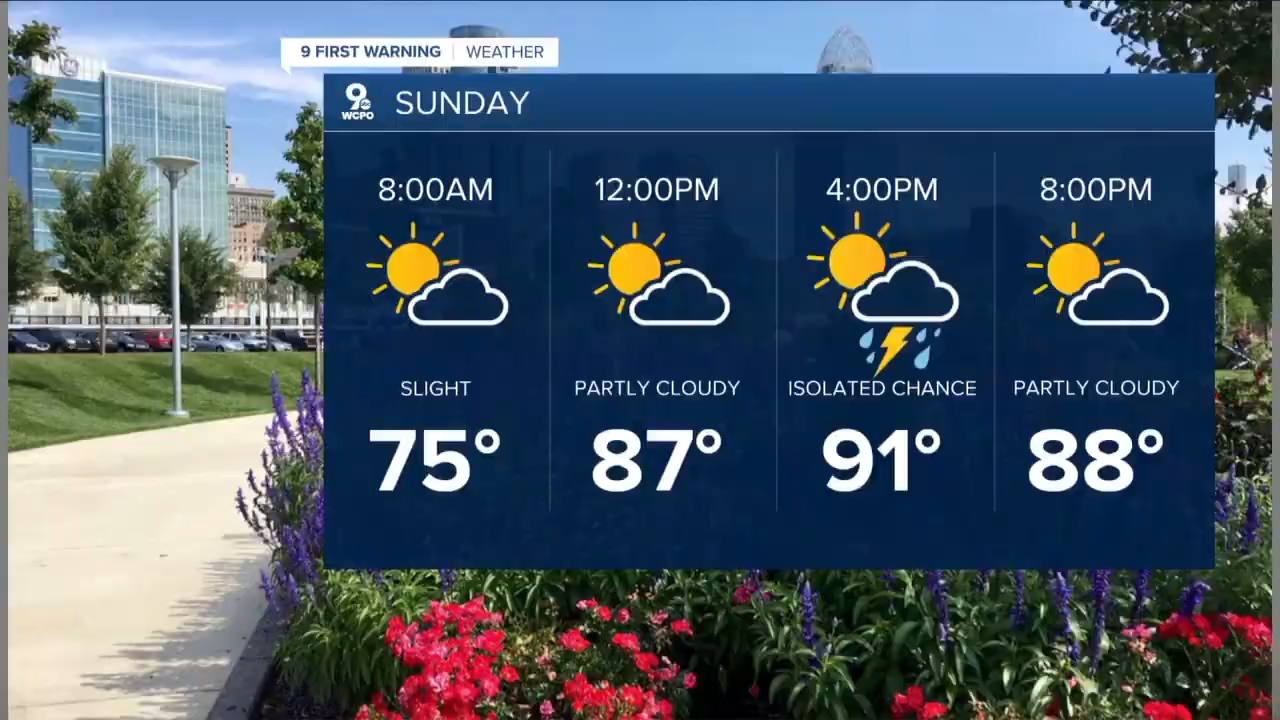 9 FIRST WARNING WEATHER
9 abc
WCPO
SUNDAY
8:00AM 12:00PM 4:00PM 8:00PM
SLIGHT PARTLY CLOUDY ISOLATED CHANCE PARTLY CLOUDY
75° 87° 91° 88°